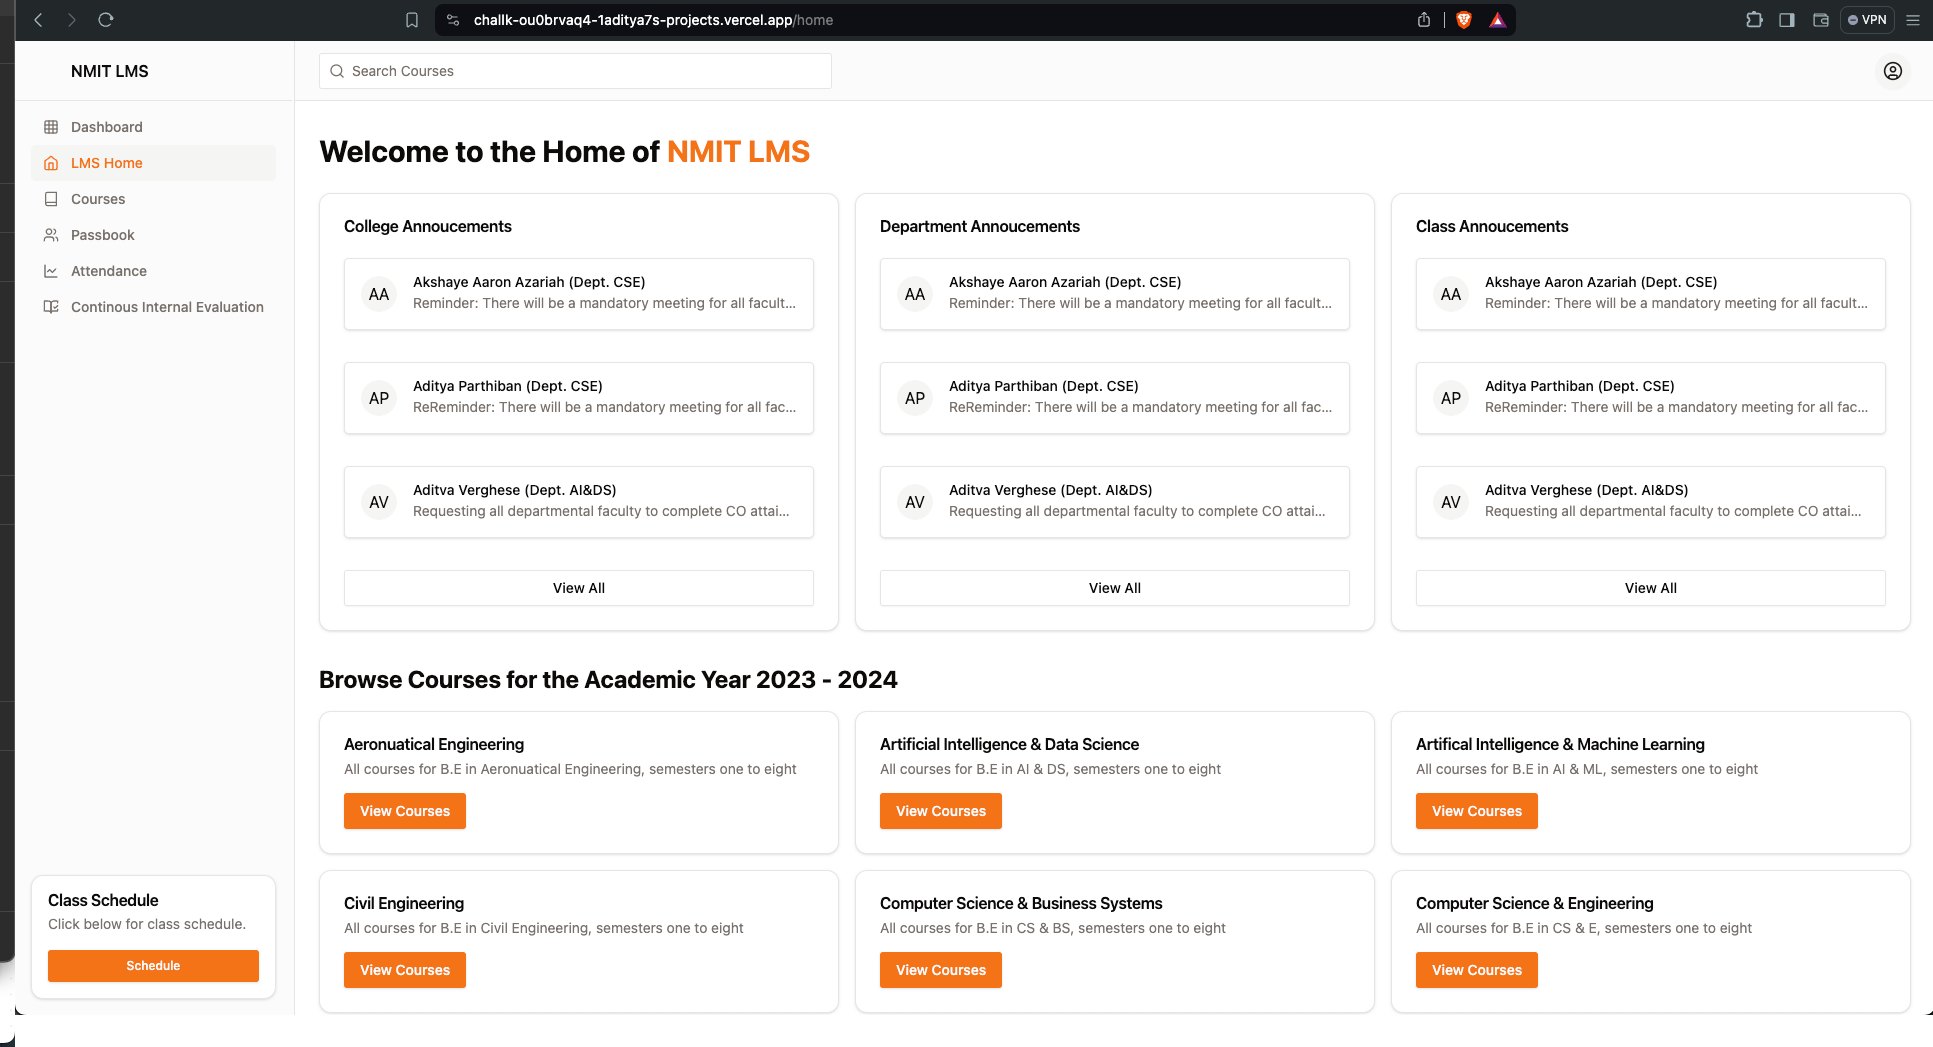 challk-ou0brvaq4-1aditya7s-projects.vercel.app/home
VPN
NMIT LMS
Search Courses
Dashboard
LMS Home
Courses
Passbook
Attendance
Continous Internal Evaluation
Class Schedule
Click below for class schedule.
Schedule
Welcome to the Home of NMIT LMS
College Annoucements
AA
Akshaye Aaron Azariah (Dept. CSE)
Reminder: There will be a mandatory meeting for all facult...
AP
Aditya Parthiban (Dept. CSE)
ReReminder: There will be a mandatory meeting for all fac...
AV
Aditva Verghese (Dept. AI&DS)
Requesting all departmental faculty to complete CO attai...
View All
Department Annoucements
AA
Akshaye Aaron Azariah (Dept. CSE)
Reminder: There will be a mandatory meeting for all facult...
AP
Aditya Parthiban (Dept. CSE)
ReReminder: There will be a mandatory meeting for all fac...
AV
Aditva Verghese (Dept. AI&DS)
Requesting all departmental faculty to complete CO attai...
View All
Class Annoucements
AA
Akshaye Aaron Azariah (Dept. CSE)
Reminder: There will be a mandatory meeting for all facult...
AP
Aditya Parthiban (Dept. CSE)
ReReminder: There will be a mandatory meeting for all fac...
AV
Aditva Verghese (Dept. AI&DS)
Requesting all departmental faculty to complete CO attai...
View All
Browse Courses for the Academic Year 2023 - 2024
Aeronuatical Engineering
All courses for B.E in Aeronuatical Engineering, semesters one to eight
View Courses
Artificial Intelligence & Data Science
All courses for B.E in AI & DS, semesters one to eight
View Courses
Artifical Intelligence & Machine Learning
All courses for B.E in AI & ML, semesters one to eight
View Courses
Civil Engineering
All courses for B.E in Civil Engineering, semesters one to eight
View Courses
Computer Science & Business Systems
All courses for B.E in CS & BS, semesters one to eight
View Courses
Computer Science & Engineering
All courses for B.E in CS & E, semesters one to eight
View Courses